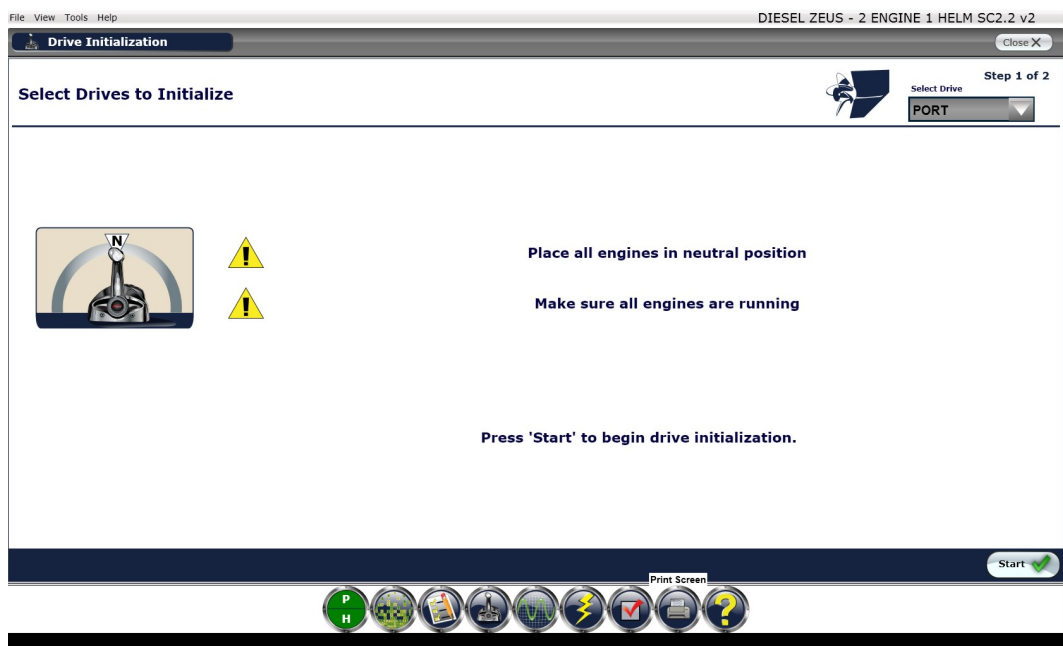 File View Tools Help
DIESEL ZEUS - 2 ENGINE 1 HELM SC2.2 v2
Drive Initialization
Close X
Select Drives to Initialize
Step 1 of 2
Select Drive
PORT
N
Place all engines in neutral position
Make sure all engines are running
Press 'Start' to begin drive initialization.
Start
Print Screen
P
H